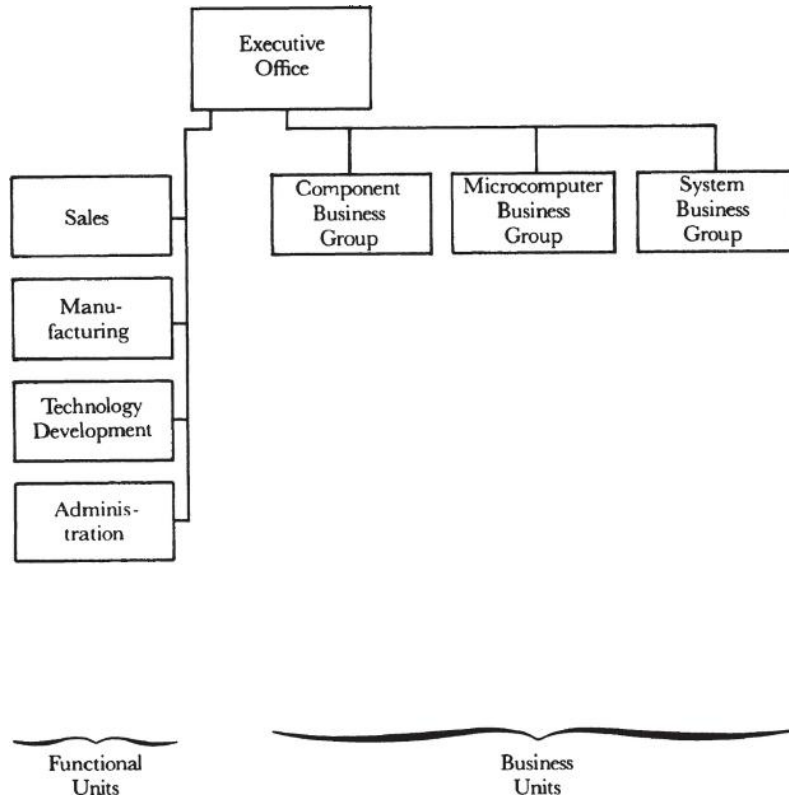 Executive
Office
Sales
Manu-
facturing
Technology
Development
Adminis-
tration
Component
Business
Group
Microcomputer
Business
Group
System
Business
Group
Functional
Units
Business
Units